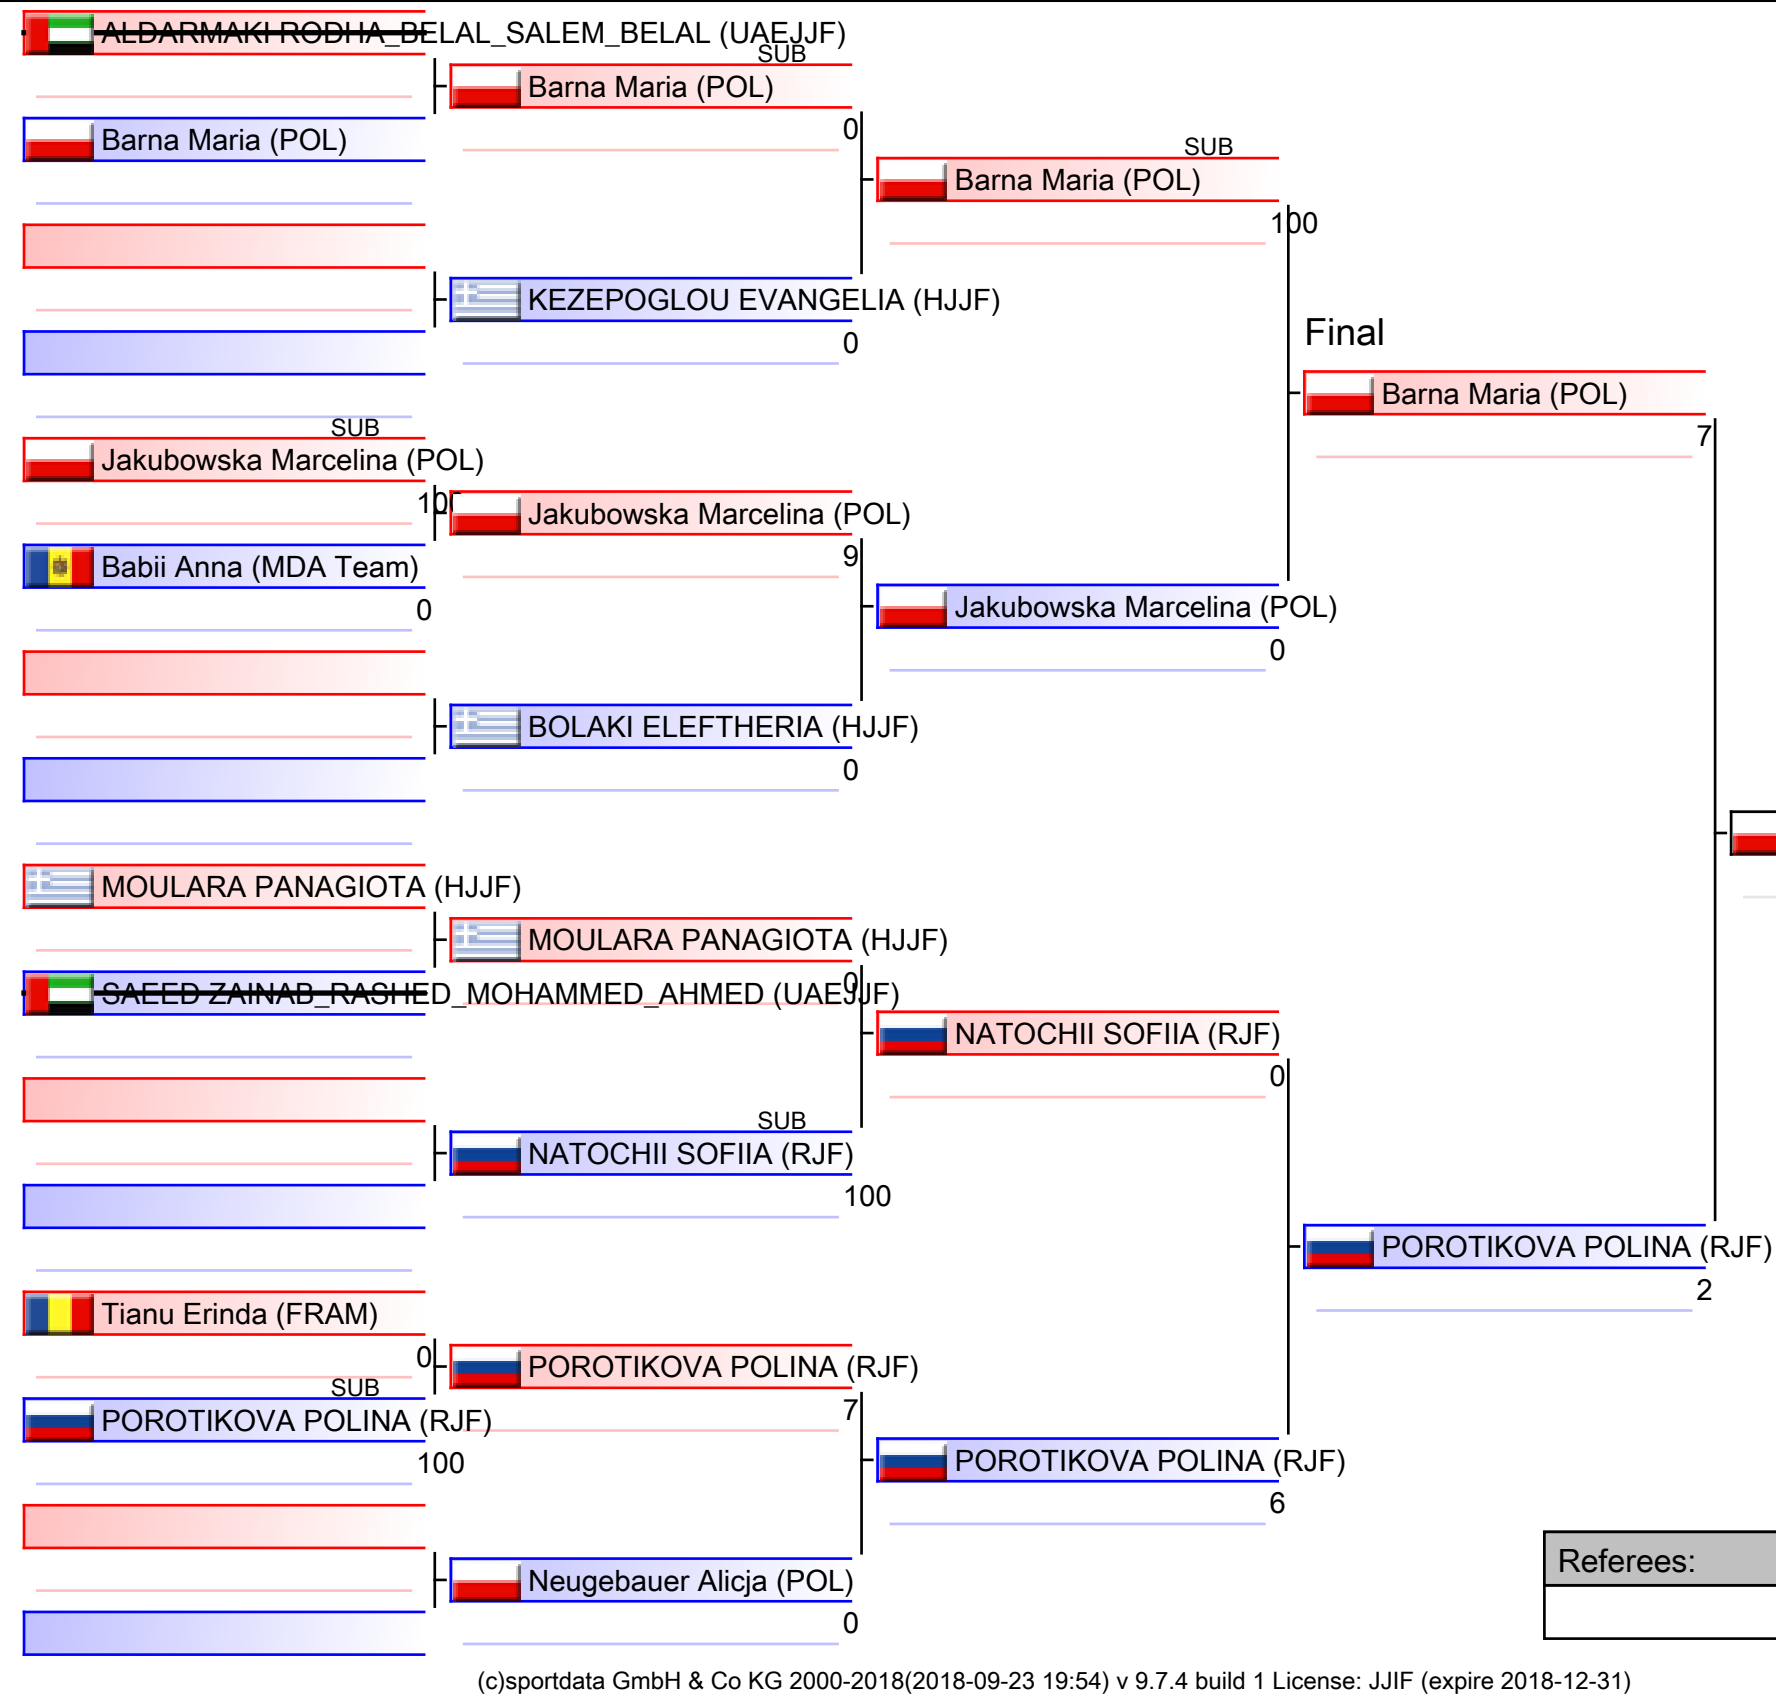 ALDARMAKI RODHA_BELAL_SALEM_BELAL (UAEJJF)
SUB
Barna Maria (POL)
0
Barna Maria (POL)
SUB
Barna Maria (POL)
100
KEZEPOGLOU EVANGELIA (HJJF)
0
Final
Barna Maria (POL)
7
SUB
Jakubowska Marcelina (POL)
100
Jakubowska Marcelina (POL)
9
Babii Anna (MDA Team)
0
Jakubowska Marcelina (POL)
0
BOLAKI ELEFTHERIA (HJJF)
0
MOULARA PANAGIOTA (HJJF)
MOULARA PANAGIOTA (HJJF)
0
SAEED ZAINAB_RASHED_MOHAMMED_AHMED (UAEJJF)
NATOCHII SOFIIA (RJF)
0
SUB
NATOCHII SOFIIA (RJF)
100
POROTIKOVA POLINA (RJF)
2
Tianu Erinda (FRAM)
0
POROTIKOVA POLINA (RJF)
7
SUB
POROTIKOVA POLINA (RJF)
100
POROTIKOVA POLINA (RJF)
6
Neugebauer Alicja (POL)
0
Referees:
(c)sportdata GmbH & Co KG 2000-2018(2018-09-23 19:54) v 9.7.4 build 1 License: JJIF (expire 2018-12-31)